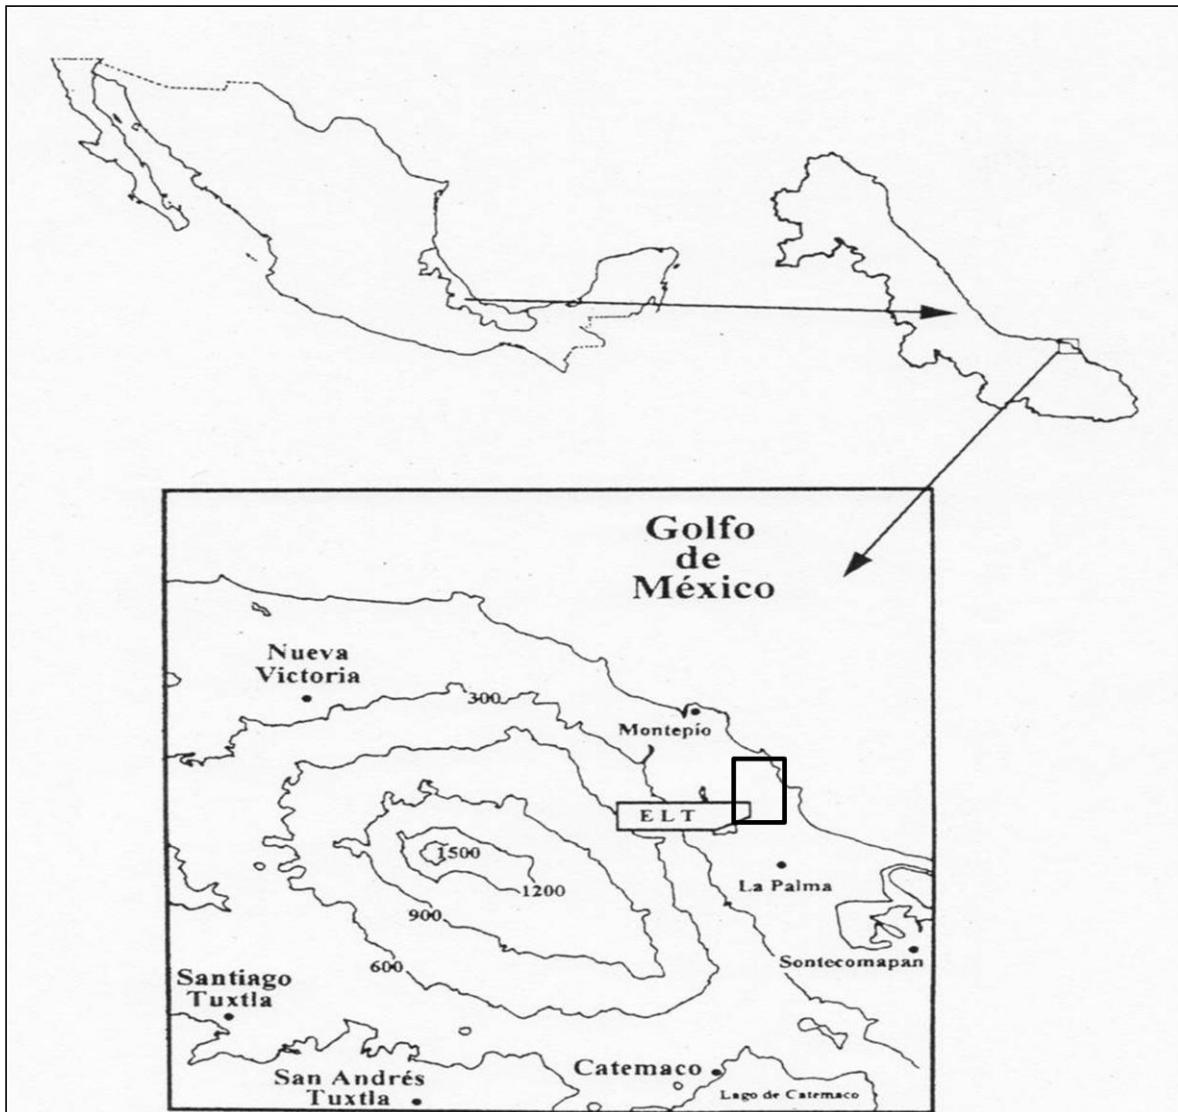 Golfo
de
México
Nueva
Victoria
300
Montepío
E L T
1500
1200
La Palma
900
600
Sontecomapan
Santiago
Tuxtla
Catemaco
San Andrés
Tuxtla
Lago de Catemaco